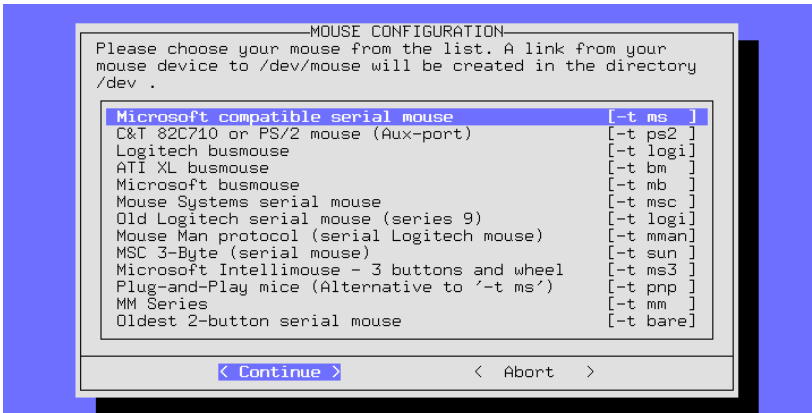 MOUSE CONFIGURATION
Please choose your mouse from the list. A link from your
mouse device to /dev/mouse will be created in the directory
/dev .
Microsoft compatible serial mouse [-t ms ]
C&T 82C710 or PS/2 mouse (Aux-port) [-t ps2 ]
Logitech busmouse [-t logi]
ATI XL busmouse [-t bm ]
Microsoft busmouse [-t mb ]
Mouse Systems serial mouse [-t msc ]
Old Logitech serial mouse (series 9) [-t logi]
Mouse Man protocol (serial Logitech mouse) [-t mman]
MSC 3-Byte (serial mouse) [-t sun ]
Microsoft Intellimouse - 3 buttons and wheel [-t ms3 ]
Plug-and-Play mice (Alternative to '-t ms') [-t pnp ]
MM Series [-t mm ]
Oldest 2-button serial mouse [-t bare]
< Continue > < Abort >